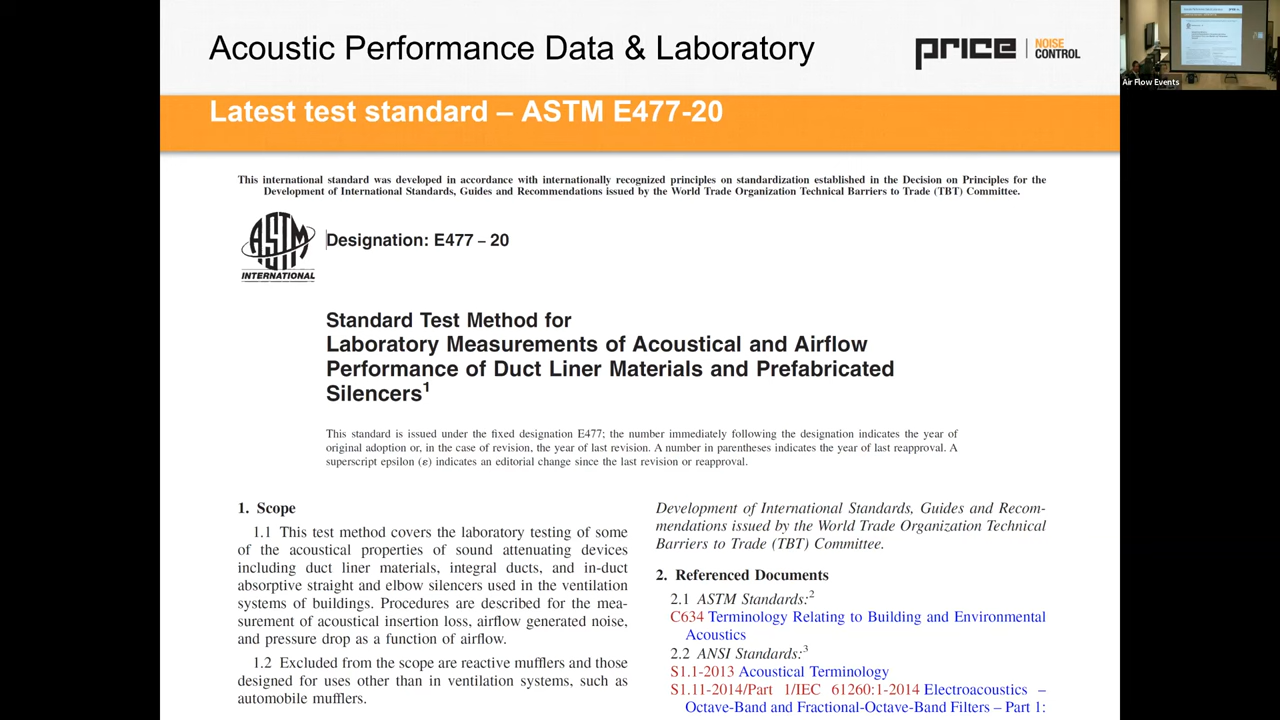 Acoustic Performance Data & Laboratory
price | NOISE CONTROL
Latest test standard – ASTM E477-20
Air Flow Events
This international standard was developed in accordance with internationally recognized principles on standardization established in the Decision on Principles for the
Development of International Standards, Guides and Recommendations issued by the World Trade Organization Technical Barriers to Trade (TBT) Committee.
ASTM
INTERNATIONAL
Designation: E477 – 20
Standard Test Method for
Laboratory Measurements of Acoustical and Airflow
Performance of Duct Liner Materials and Prefabricated
Silencers1
This standard is issued under the fixed designation E477; the number immediately following the designation indicates the year of
original adoption or, in the case of revision, the year of last revision. A number in parentheses indicates the year of last reapproval. A
superscript epsilon (ε) indicates an editorial change since the last revision or reapproval.
1. Scope
1.1 This test method covers the laboratory testing of some
of the acoustical properties of sound attenuating devices
including duct liner materials, integral ducts, and in-duct
absorptive straight and elbow silencers used in the ventilation
systems of buildings. Procedures are described for the mea-
surement of acoustical insertion loss, airflow generated noise,
and pressure drop as a function of airflow.
1.2 Excluded from the scope are reactive mufflers and those
designed for uses other than in ventilation systems, such as
automobile mufflers.
Development of International Standards, Guides and Recom-
mendations issued by the World Trade Organization Technical
Barriers to Trade (TBT) Committee.
2. Referenced Documents
2.1 ASTM Standards:2
C634 Terminology Relating to Building and Environmental
Acoustics
2.2 ANSI Standards:3
S1.1-2013 Acoustical Terminology
S1.11-2014/Part 1/IEC 61260:1-2014 Electroacoustics –
Octave-Band and Fractional-Octave-Band Filters – Part 1: